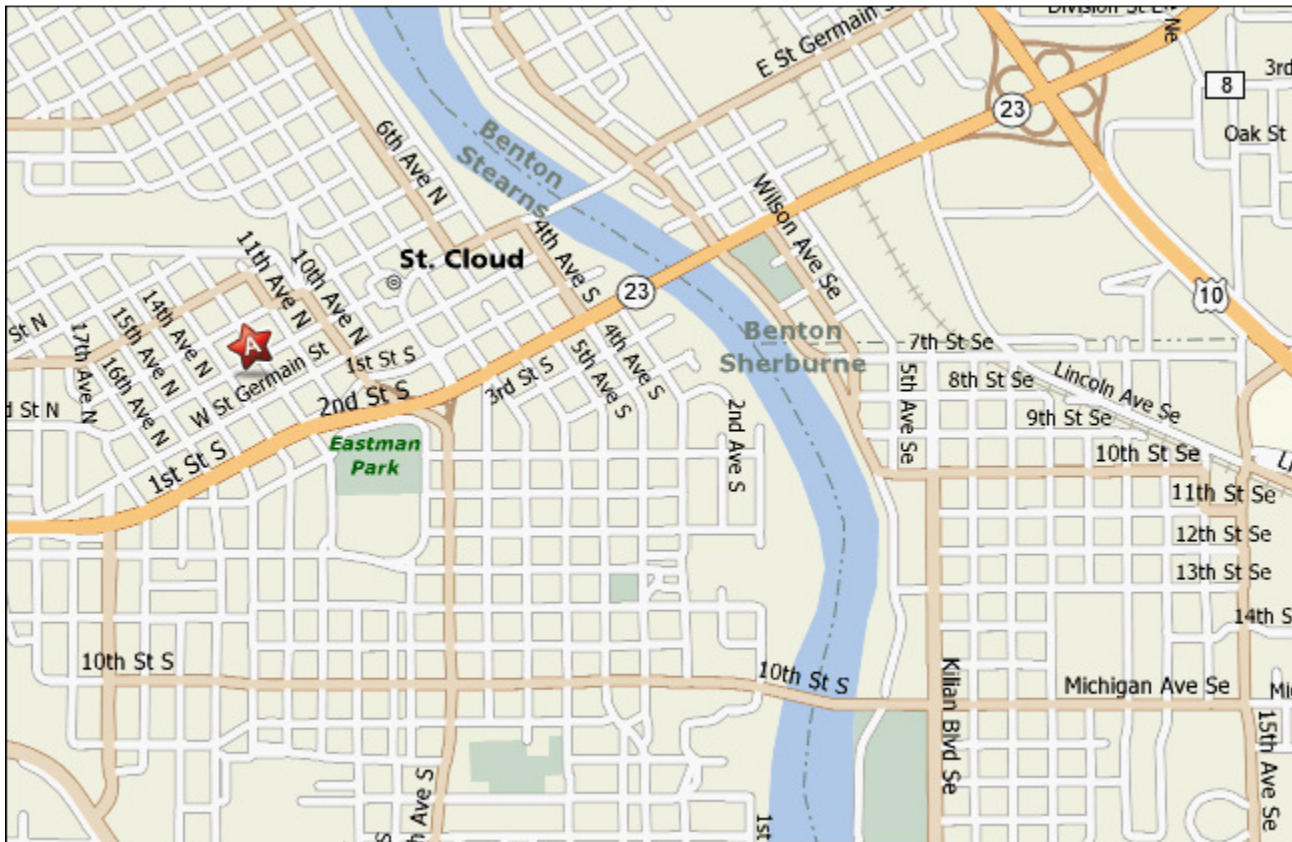 Division St E
Ne
E St Germain S
8
3rd
23
Oak St
6th Ave N
Benton
Stearns
Wilson Ave Se
11th Ave N
10th Ave N
St. Cloud
4th Ave S
23
10
14th Ave N
15th Ave N
St N
17th Ave N
16th Ave N
A
W St Germain St
1st St S
2nd St S
3rd St S
5th Ave S
4th Ave S
Benton
Sherburne
7th St Se
5th Ave Se
8th St Se
Lincoln Ave Se
9th St Se
2nd Ave S
d St N
1st St S
Eastman
Park
10th St Se
Li
11th St Se
12th St Se
13th St Se
14th S
10th St S
10th St S
Kilian Blvd Se
Michigan Ave Se
Mi
15th Ave Se
h Ave S
S
1st